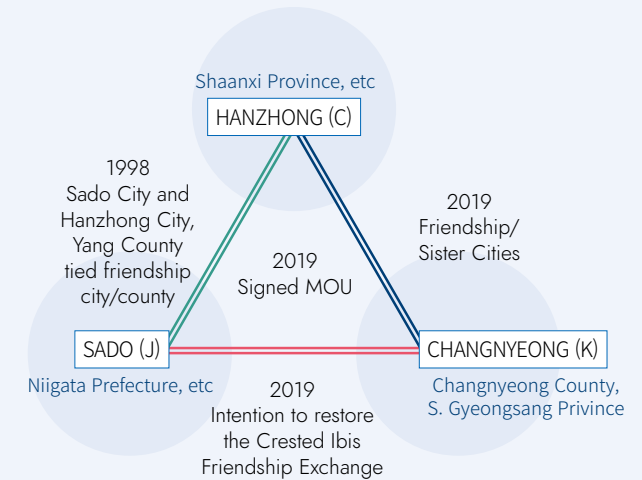 Shaanxi Province, etc
HANZHONG (C)
1998
Sado City and
Hanzhong City,
Yang County
tied friendship
city/county
2019
Friendship/
Sister Cities
2019
Signed MOU
SADO (J)
Niigata Prefecture, etc
CHANGNYEONG (K)
Changnyeong County,
S. Gyeongsang Privince
2019
Intention to restore
the Crested Ibis
Friendship Exchange